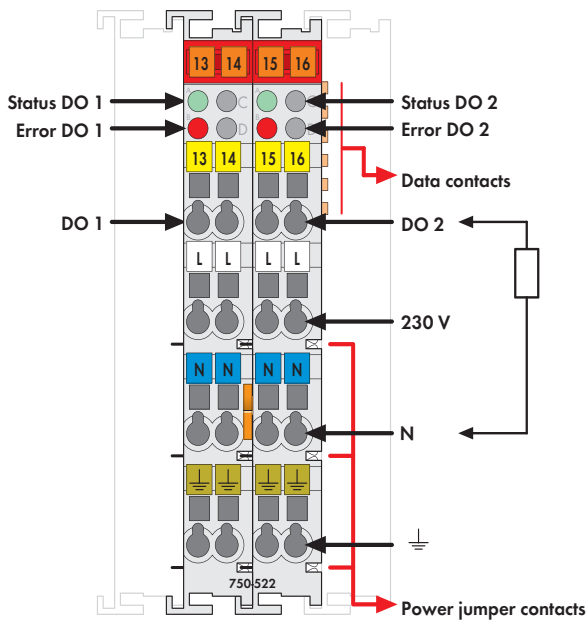 13 14 15 16
A C A C
Status DO 1 Status DO 2
B D B D
Error DO 1 Error DO 2
13 14 15 16
Data contacts
DO 1 DO 2
L L L L
230 V
N N N N
N
750-522
Power jumper contacts